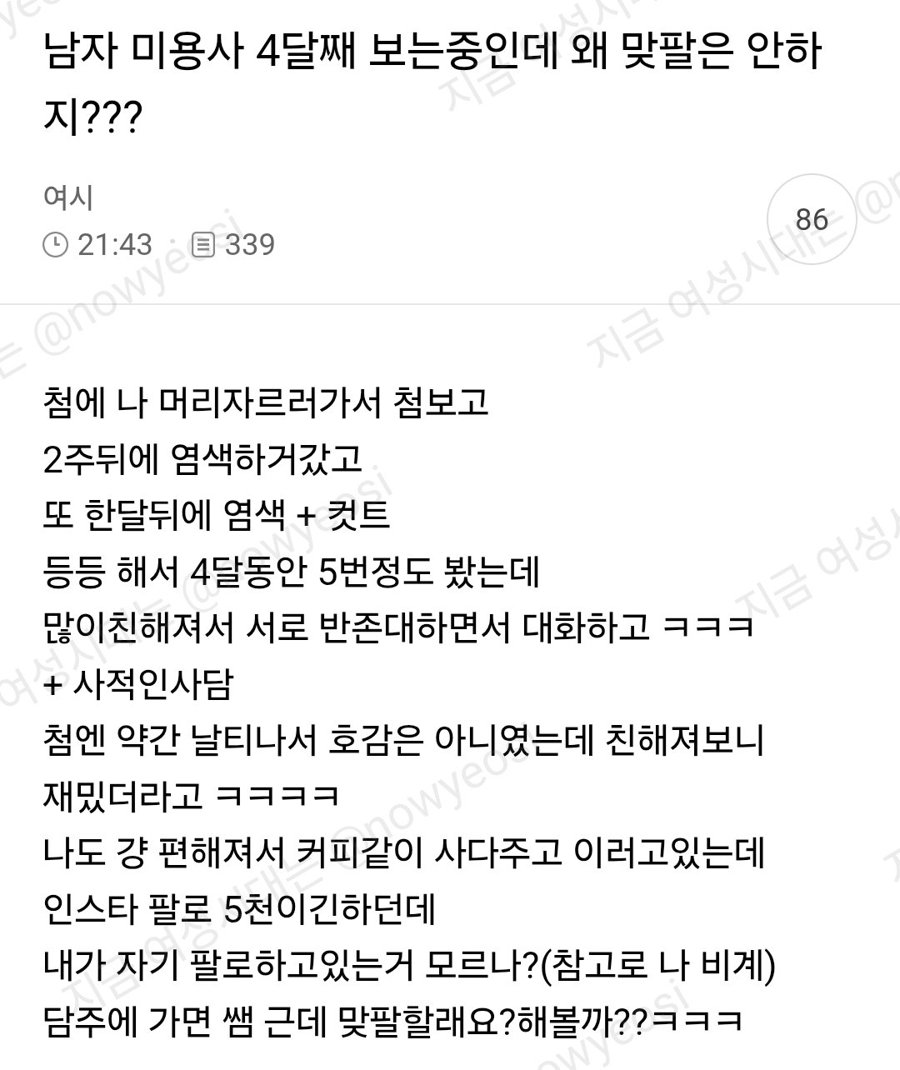 남자 미용사 4달째 보는중인데 왜 맞팔은 안하
지???
여시
21:43 · 339
86
첨에 나 머리자르러가서 첨보고
2주뒤에 염색하거갔고
또 한달뒤에 염색 + 컷트
등등 해서 4달동안 5번정도 봤는데
많이친해져서 서로 반존대하면서 대화하고 ㅋㅋㅋ
+ 사적인사담
첨엔 약간 날티나서 호감은 아니였는데 친해져보니
재밌더라고 ㅋㅋㅋㅋ
나도 걍 편해져서 커피같이 사다주고 이러고있는데
인스타 팔로 5천이긴하던데
내가 자기 팔로하고있는거 모르나?(참고로 나 비계)
담주에 가면 쌤 근데 맞팔할래요?해볼까??ㅋㅋㅋ
지금 여성시대는 @nowyeosi